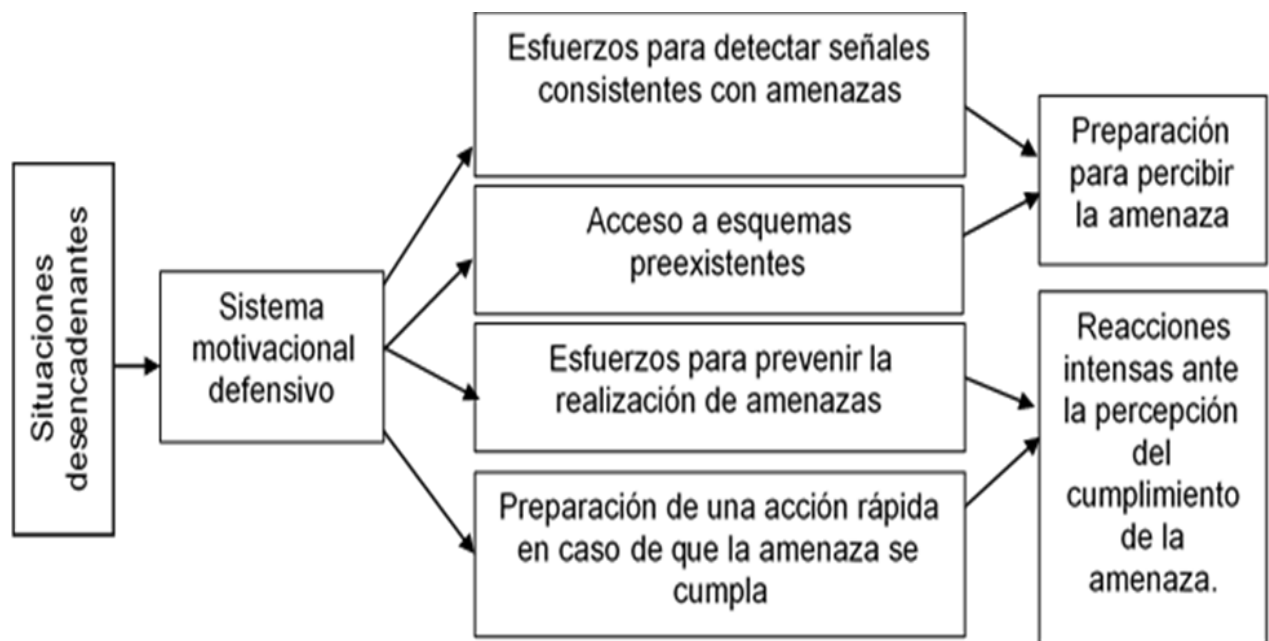 Situaciones
desencadenantes
Sistema
motivacional
defensivo
Esfuerzos para detectar señales
consistentes con amenazas
Acceso a esquemas
preexistentes
Esfuerzos para prevenir la
realización de amenazas
Preparación de una acción rápida
en caso de que la amenaza se
cumpla
Preparación
para percibir
la amenaza
Reacciones
intensas ante
la percepción
del
cumplimiento
de la
amenaza.